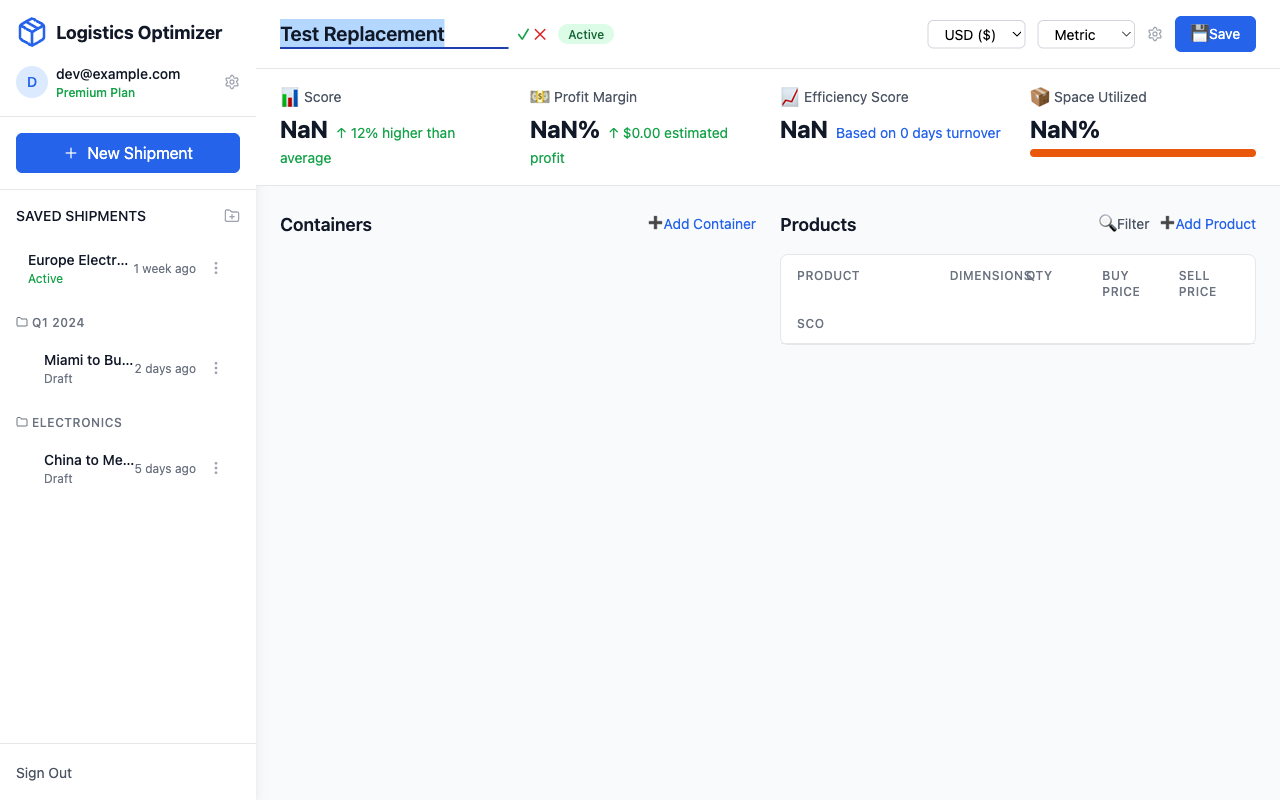 Logistics Optimizer
D
dev@example.com
Premium Plan
New Shipment
SAVED SHIPMENTS
Europe Electr...
1 week ago
Active
Q1 2024
Miami to Bu...
2 days ago
Draft
ELECTRONICS
China to Me...
5 days ago
Draft
Sign Out
Test Replacement
Active
USD ($)
Metric
Save
Score
NaN ↑ 12% higher than
average
Profit Margin
NaN% ↑ $0.00 estimated
profit
Efficiency Score
NaN Based on 0 days turnover
Space Utilized
NaN%
Containers
Add Container
Products
Filter
Add Product
PRODUCT
DIMENSIONS
QTY
BUY
PRICE
SELL
PRICE
SCO